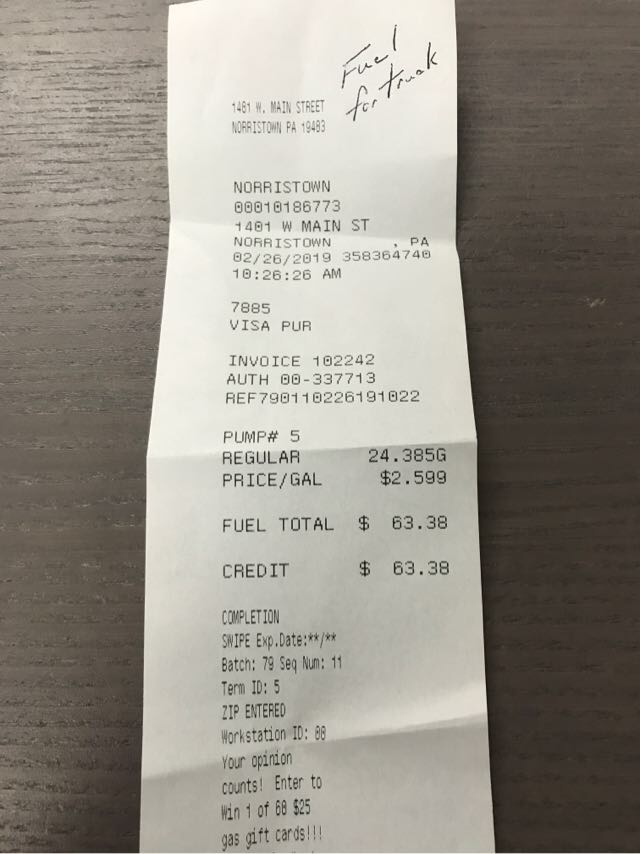 Fuel
for truck
1401 W. MAIN STREET
NORRISTOWN PA 19403
NORRISTOWN
00010186773
1401 W MAIN ST
NORRISTOWN , PA
02/26/2019 358364740
10:26:26 AM
7885
VISA PUR
INVOICE 102242
AUTH 00-337713
REF790110226191022
PUMP# 5
REGULAR 24.385G
PRICE/GAL $2.599
FUEL TOTAL $ 63.38
CREDIT $ 63.38
COMPLETION
SWIPE Exp.Date:**/**
Batch: 79 Seq Num: 11
Term ID: 5
ZIP ENTERED
Workstation ID: 00
Your opinion
counts! Enter to
Win 1 of 60 $25
gas gift cards!!!